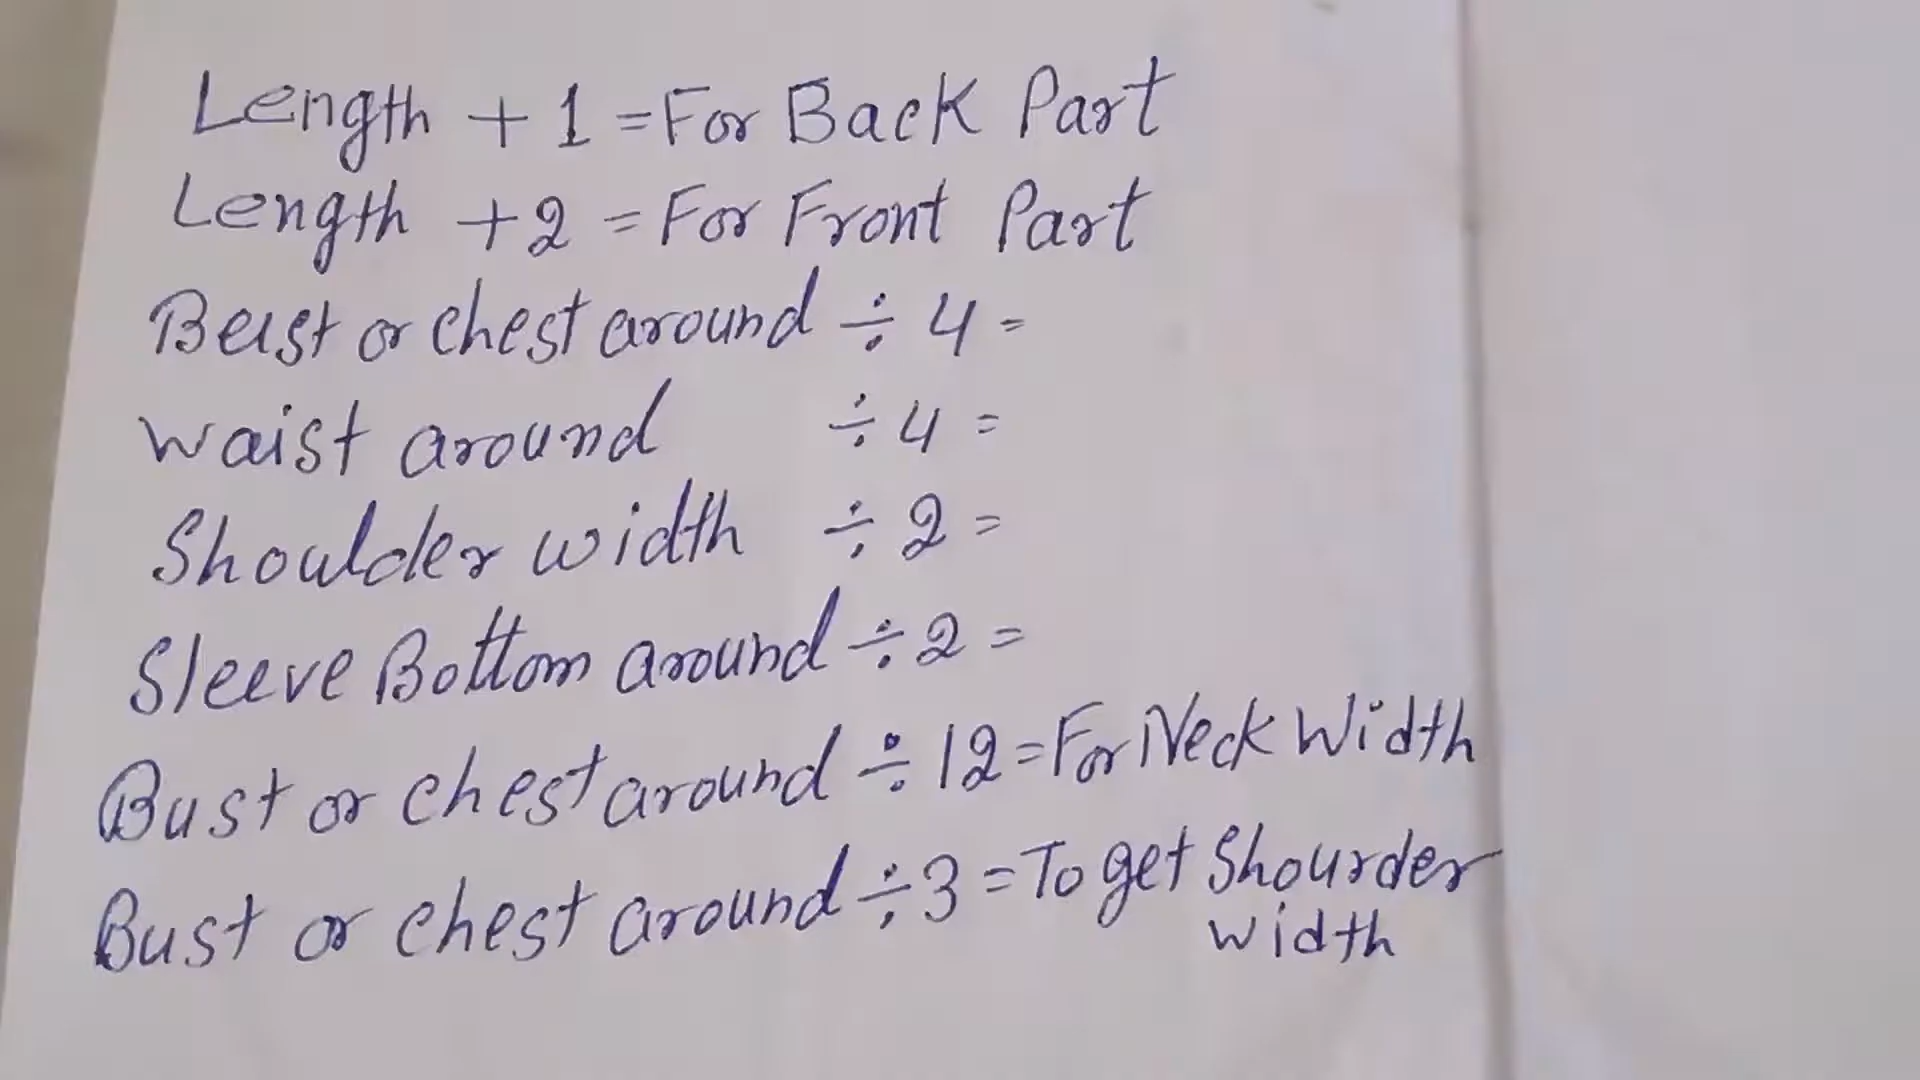 Length + 1 = For Back Part
Length + 2 = For Front Part
Bust or chest around ÷ 4 =
Waist around ÷ 4 =
Shoulder width ÷ 2 =
Sleeve Bottom around ÷ 2 =
Bust or chest around ÷ 12 = For Neck Width
Bust or chest around ÷ 3 = To get Shourder
width